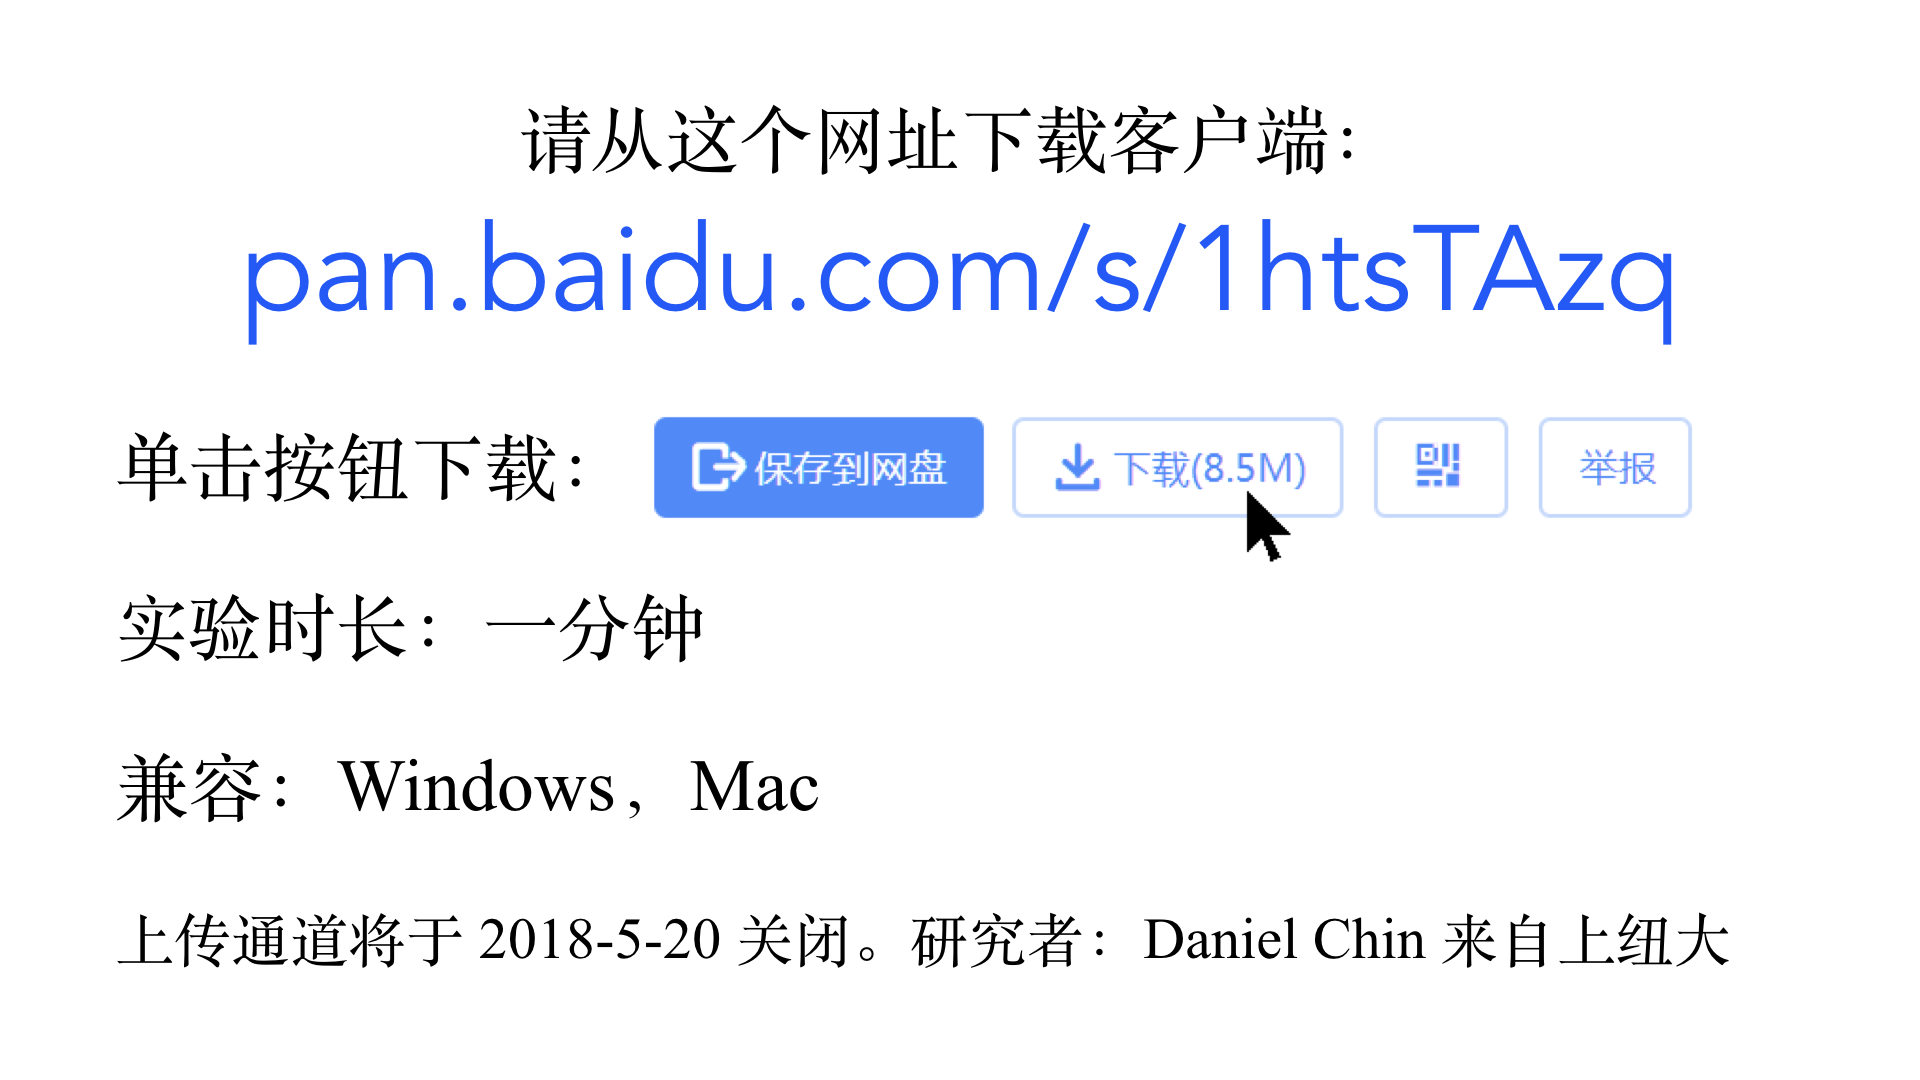 请从这个网址下载客户端：
pan.baidu.com/s/1htsTAzq
单击按钮下载： 保存到网盘 下载(8.5M) 举报
实验时长：一分钟
兼容：Windows，Mac
上传通道将于 2018-5-20 关闭。研究者：Daniel Chin 来自上纽大